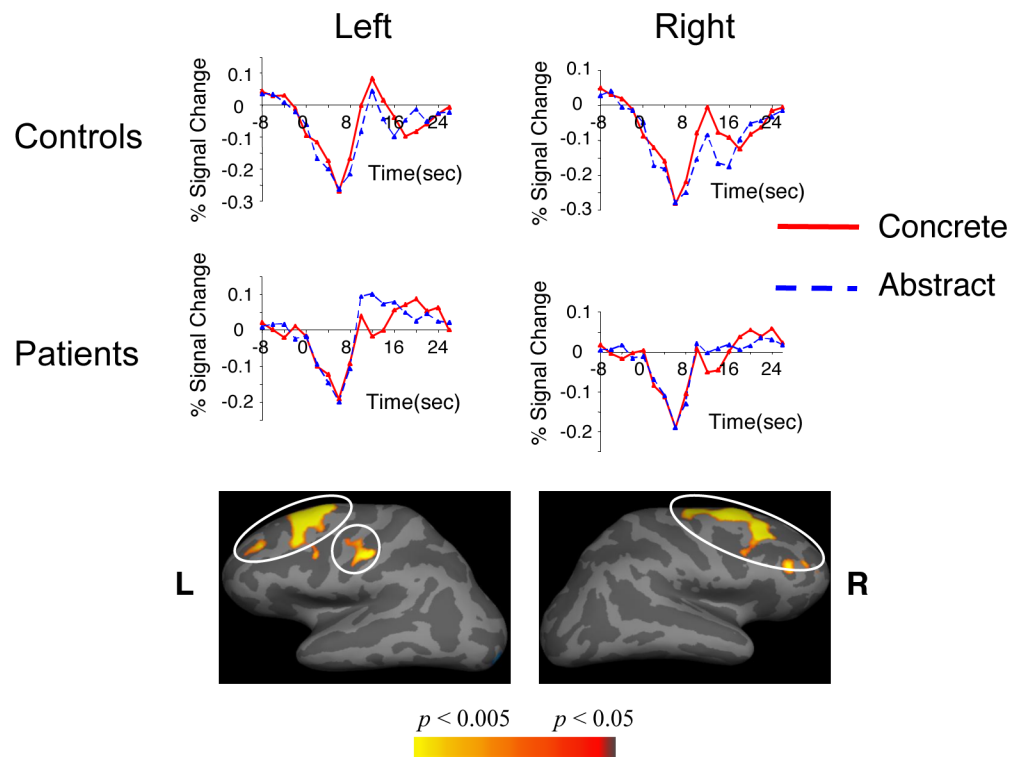 Left Right
Controls
% Signal Change
0.1
0
-0.1
-0.2
-0.3
-8 0 8 16 24
Time(sec)
% Signal Change
0.1
0
-0.1
-0.2
-0.3
-8 0 8 16 24
Time(sec)
Concrete
Abstract
Patients
% Signal Change
0.1
0
-0.1
-0.2
-8 0 8 16 24
Time(sec)
% Signal Change
0.1
0
-0.1
-0.2
-8 0 8 16 24
Time(sec)
L R
p < 0.005 p < 0.05